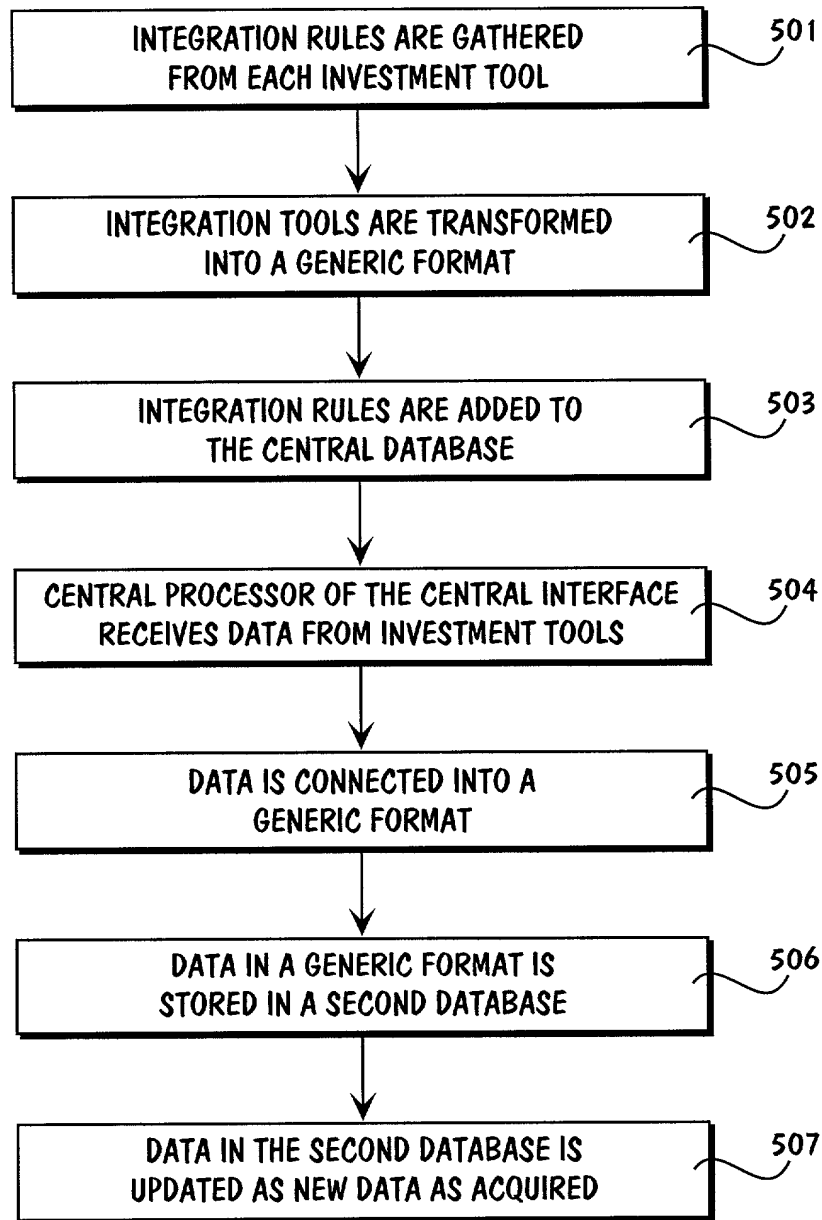 INTEGRATION RULES ARE GATHERED
FROM EACH INVESTMENT TOOL
501
INTEGRATION TOOLS ARE TRANSFORMED
INTO A GENERIC FORMAT
502
INTEGRATION RULES ARE ADDED TO
THE CENTRAL DATABASE
503
CENTRAL PROCESSOR OF THE CENTRAL INTERFACE
RECEIVES DATA FROM INVESTMENT TOOLS
504
DATA IS CONNECTED INTO A
GENERIC FORMAT
505
DATA IN A GENERIC FORMAT IS
STORED IN A SECOND DATABASE
506
DATA IN THE SECOND DATABASE IS
UPDATED AS NEW DATA AS ACQUIRED
507